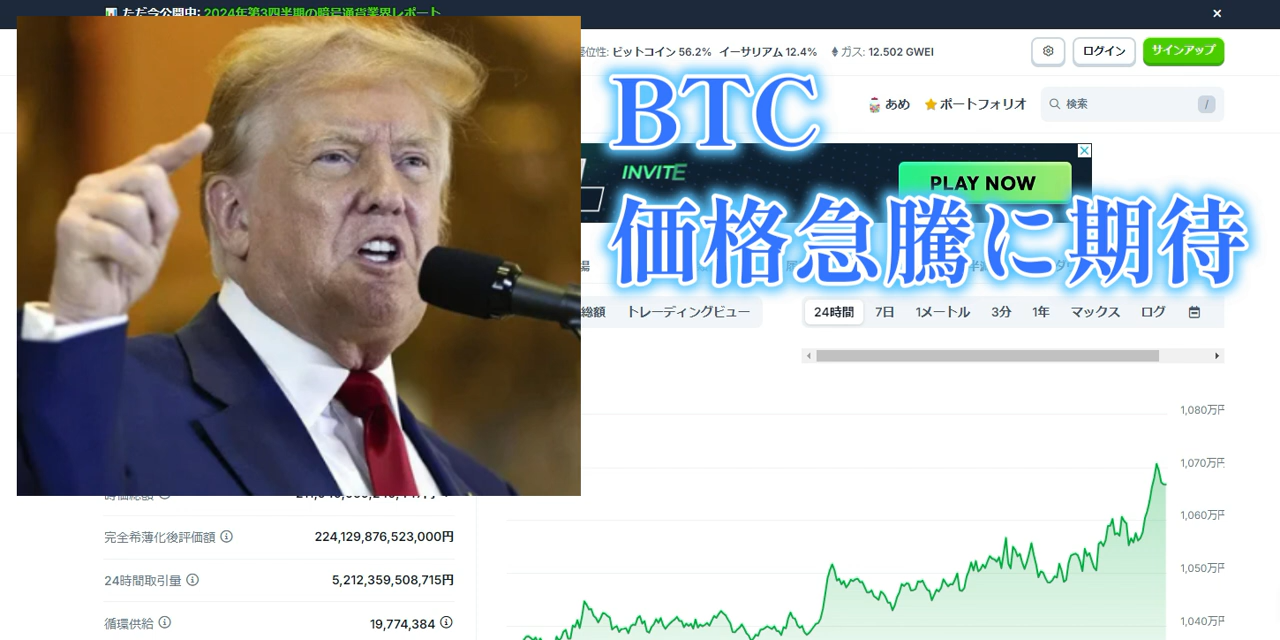 ただ今公開中: 2024年第3四半期の暗号通貨業界レポート
優位性: ビットコイン 56.2% イーサリアム 12.4% ガス: 12.502 GWEI
ログイン
サインアップ
BTC
あめ ポートフォリオ 検索 /
INVITE
PLAY NOW
価格急騰に期待
総額 トレーディングビュー
24時間 7日 1メートル 3分 1年 マックス ログ
1,080万円
1,070万円
1,060万円
1,050万円
1,040万円
時価総額
完全希薄化後評価額 224,129,876,523,000円
24時間取引量 5,212,359,508,715円
循環供給 19,774,384